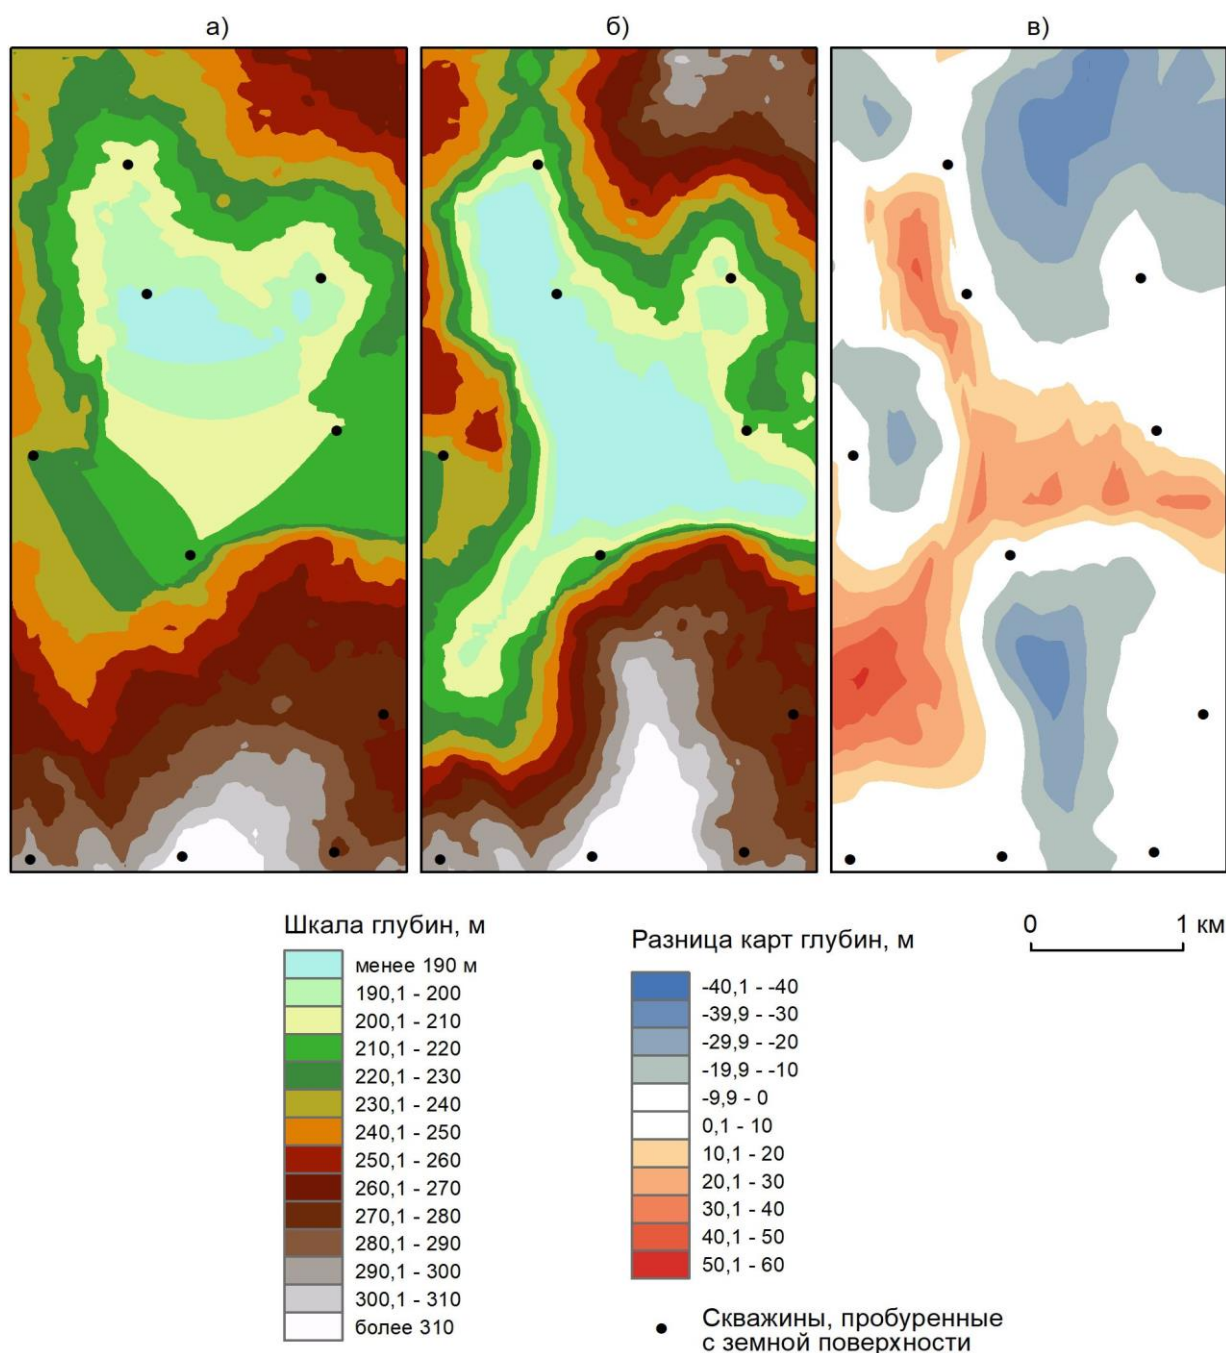 а)
б)
в)
Шкала глубин, м
менее 190 м
190,1 - 200
200,1 - 210
210,1 - 220
220,1 - 230
230,1 - 240
240,1 - 250
250,1 - 260
260,1 - 270
270,1 - 280
280,1 - 290
290,1 - 300
300,1 - 310
более 310
Разница карт глубин, м
-40,1 - -40
-39,9 - -30
-29,9 - -20
-19,9 - -10
-9,9 - 0
0,1 - 10
10,1 - 20
20,1 - 30
30,1 - 40
40,1 - 50
50,1 - 60
Скважины, пробуренные
с земной поверхности
0
1 км